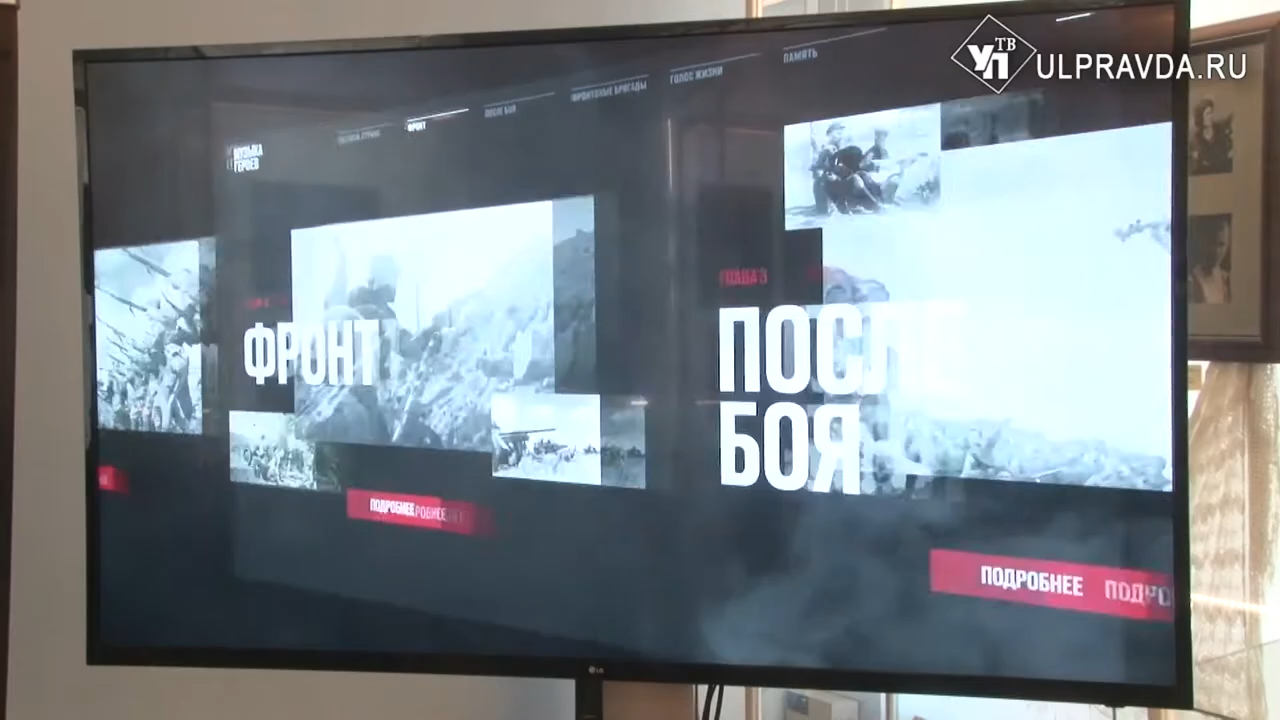 УП ТВ
ULPRAVDA.RU
МУЗЫКА
ГЕРОЕВ
ФРОНТ
ПОСЛЕ БОЯ
ФРОНТОВЫЕ БРИГАДЫ
ГОЛОС ЖИЗНИ
ПАМЯТЬ
ФРОНТ
ПОДРОБНЕЕ
ГЛАВА 3
ПОСЛЕ
БОЯ
ПОДРОБНЕЕ
LG